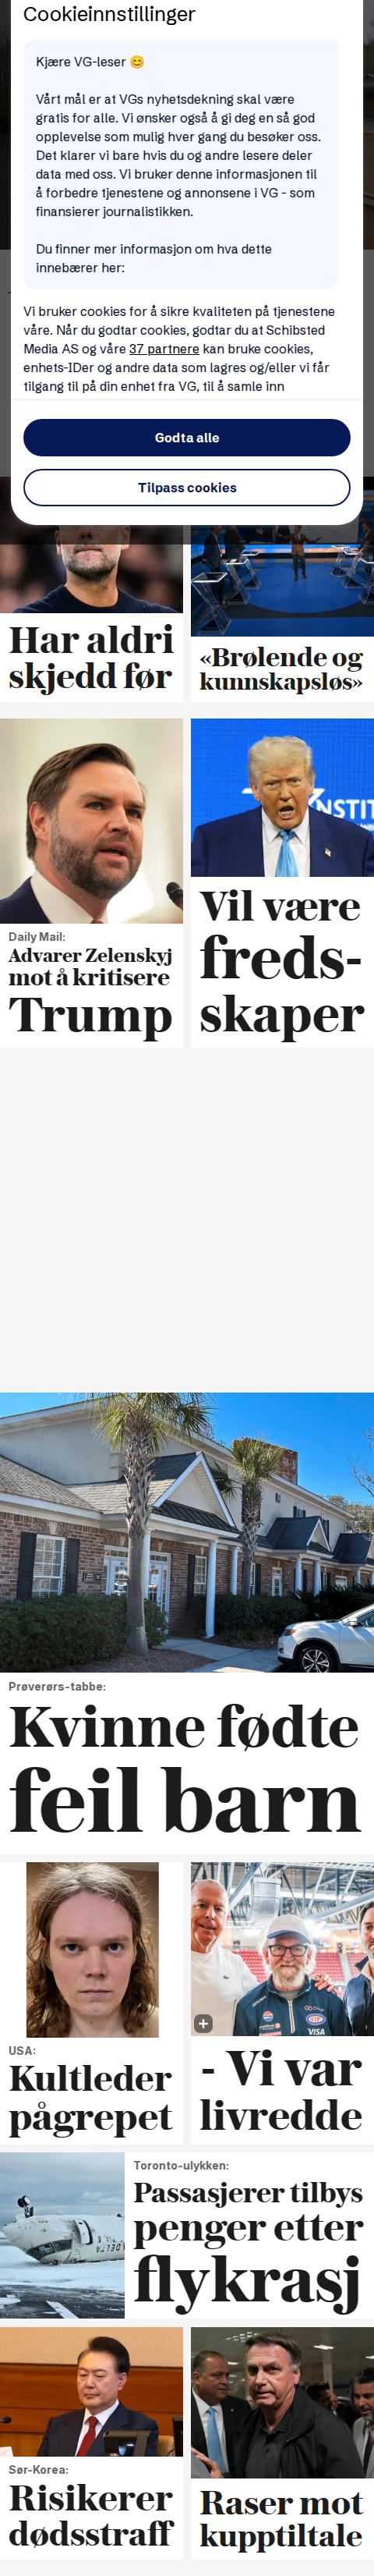 Cookieinnstillinger
Kjære VG-leser 😊
Vårt mål er at VGs nyhetsdekning skal være
gratis for alle. Vi ønsker også å gi deg en så god
opplevelse som mulig hver gang du besøker oss.
Det klarer vi bare hvis du og andre lesere deler
data med oss. Vi bruker denne informasjonen til
å forbedre tjenestene og annonsene i VG - som
finansierer journalistikken.
Du finner mer informasjon om hva dette
innebærer her:
Vi bruker cookies for å sikre kvaliteten på tjenestene
våre. Når du godtar cookies, godtar du at Schibsted
Media AS og våre 37 partnere kan bruke cookies,
enhets-IDer og andre data som lagres og/eller vi får
tilgang til på din enhet fra VG, til å samle inn
Godta alle
Tilpass cookies
Har aldri
skjedd før
«Brølende og
kunnskapsløs»
Daily Mail:
Advarer Zelenskyj
mot å kritisere
Trump
NSTIT
Vil være
freds-
skaper
Prøverørs-tabbe:
Kvinne fødte
feil barn
USA:
Kultleder
pågrepet
VISA
- Vi var
livredde
Toronto-ulykken:
Passasjerer tilbys
penger etter
flykrasj
DELTA
Sør-Korea:
Risikerer
dødsstraff
Raser mot
kupptiltale